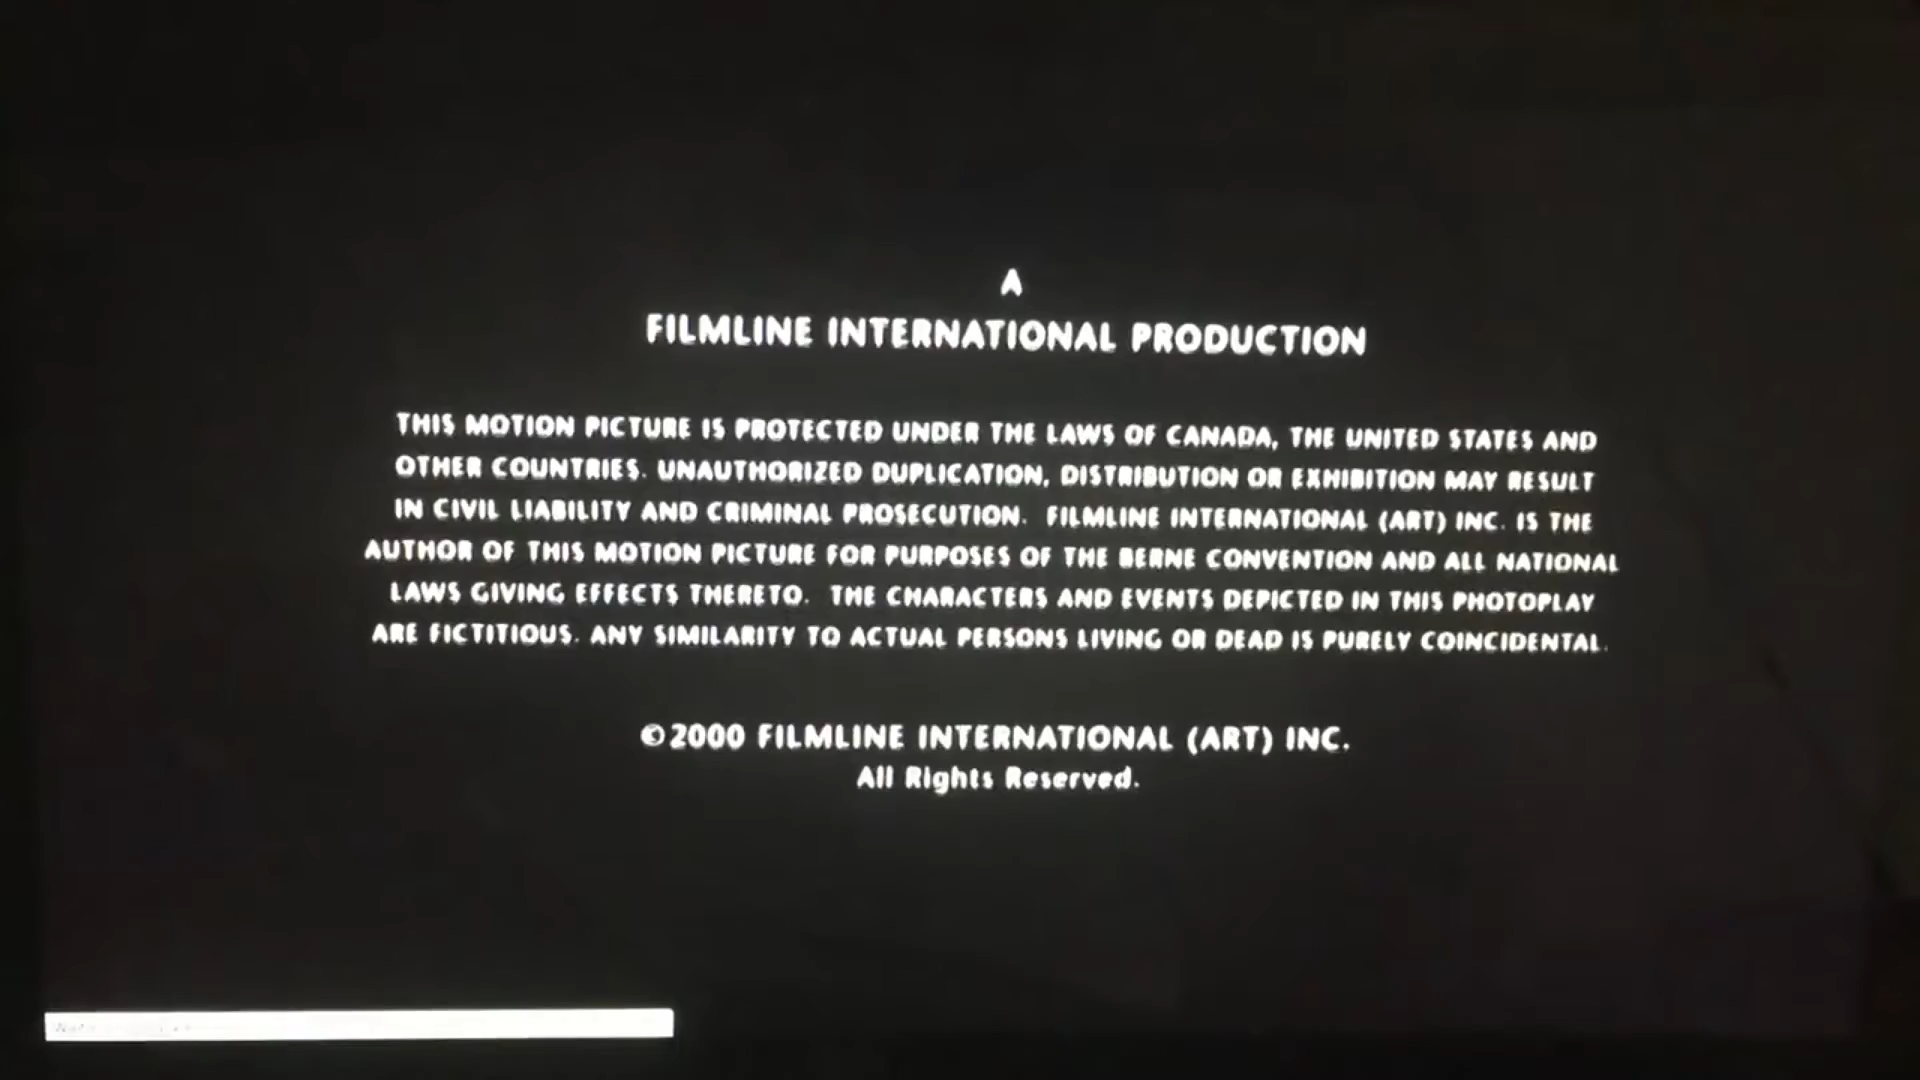 A
FILMLINE INTERNATIONAL PRODUCTION
THIS MOTION PICTURE IS PROTECTED UNDER THE LAWS OF CANADA, THE UNITED STATES AND
OTHER COUNTRIES. UNAUTHORIZED DUPLICATION, DISTRIBUTION OR EXHIBITION MAY RESULT
IN CIVIL LIABILITY AND CRIMINAL PROSECUTION. FILMLINE INTERNATIONAL (ART) INC. IS THE
AUTHOR OF THIS MOTION PICTURE FOR PURPOSES OF THE BERNE CONVENTION AND ALL NATIONAL
LAWS GIVING EFFECTS THERETO. THE CHARACTERS AND EVENTS DEPICTED IN THIS PHOTOPLAY
ARE FICTITIOUS. ANY SIMILARITY TO ACTUAL PERSONS LIVING OR DEAD IS PURELY COINCIDENTAL.
©2000 FILMLINE INTERNATIONAL (ART) INC.
All Rights Reserved.